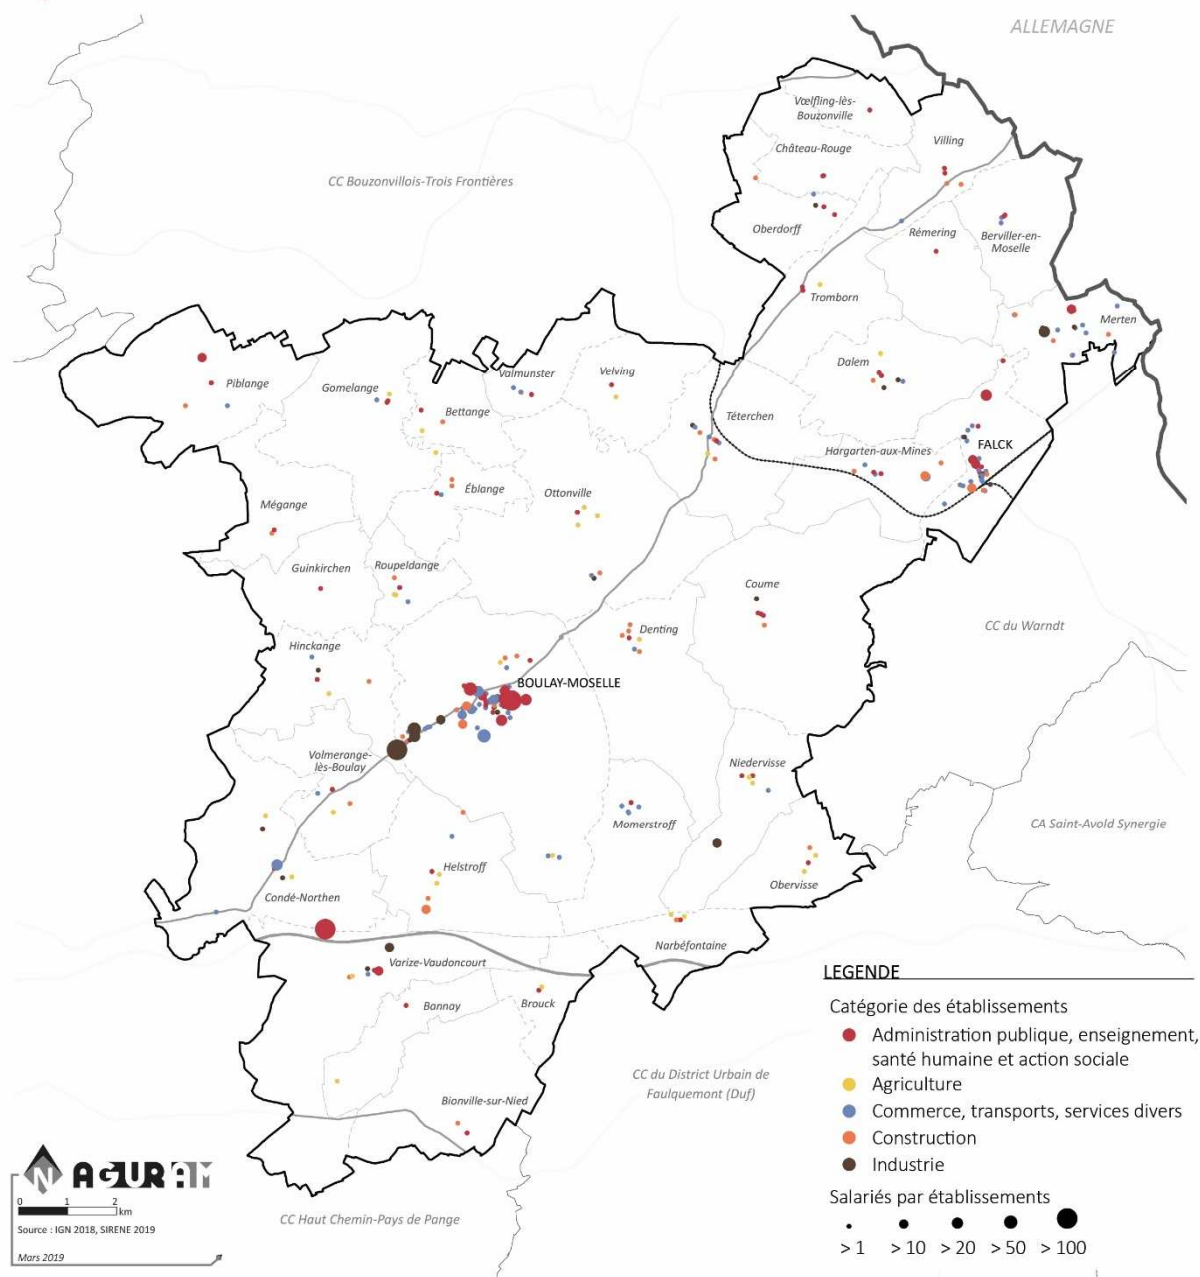 ALLEMAGNE
Vœlfling-lès-
Bouzonville
Villing
Château-Rouge
CC Bouzonvillois-Trois Frontières
Oberdorff
Rémering
Berviller-en-
Moselle
Tromborn
Merten
Dalem
Piblange
Gomelange
Valmunster
Velving
Bettange
Téterchen
FALCK
Hargarten-aux-Mines
Éblange
Ottonville
Mégange
Guinkirchen
Roupeldange
Coume
CC du Warndt
Denting
Hinckange
BOULAY-MOSELLE
Volmerange-
lès-Boulay
Niedervisse
Momerstroff
CA Saint-Avold Synergie
Helstroff
Obervisse
Condé-Northen
Narbéfontaine
Varize-Vaudoncourt
Bannay
Brouck
CC du District Urbain de
Faulquemont (Duf)
Bionville-sur-Nied
CC Haut Chemin-Pays de Pange
LEGENDE
Catégorie des établissements
Administration publique, enseignement,
santé humaine et action sociale
Agriculture
Commerce, transports, services divers
Construction
Industrie
Salariés par établissements
> 1 > 10 > 20 > 50 > 100
N AGURAM
0 1 2
km
Source : IGN 2018, SIRENE 2019
Mars 2019